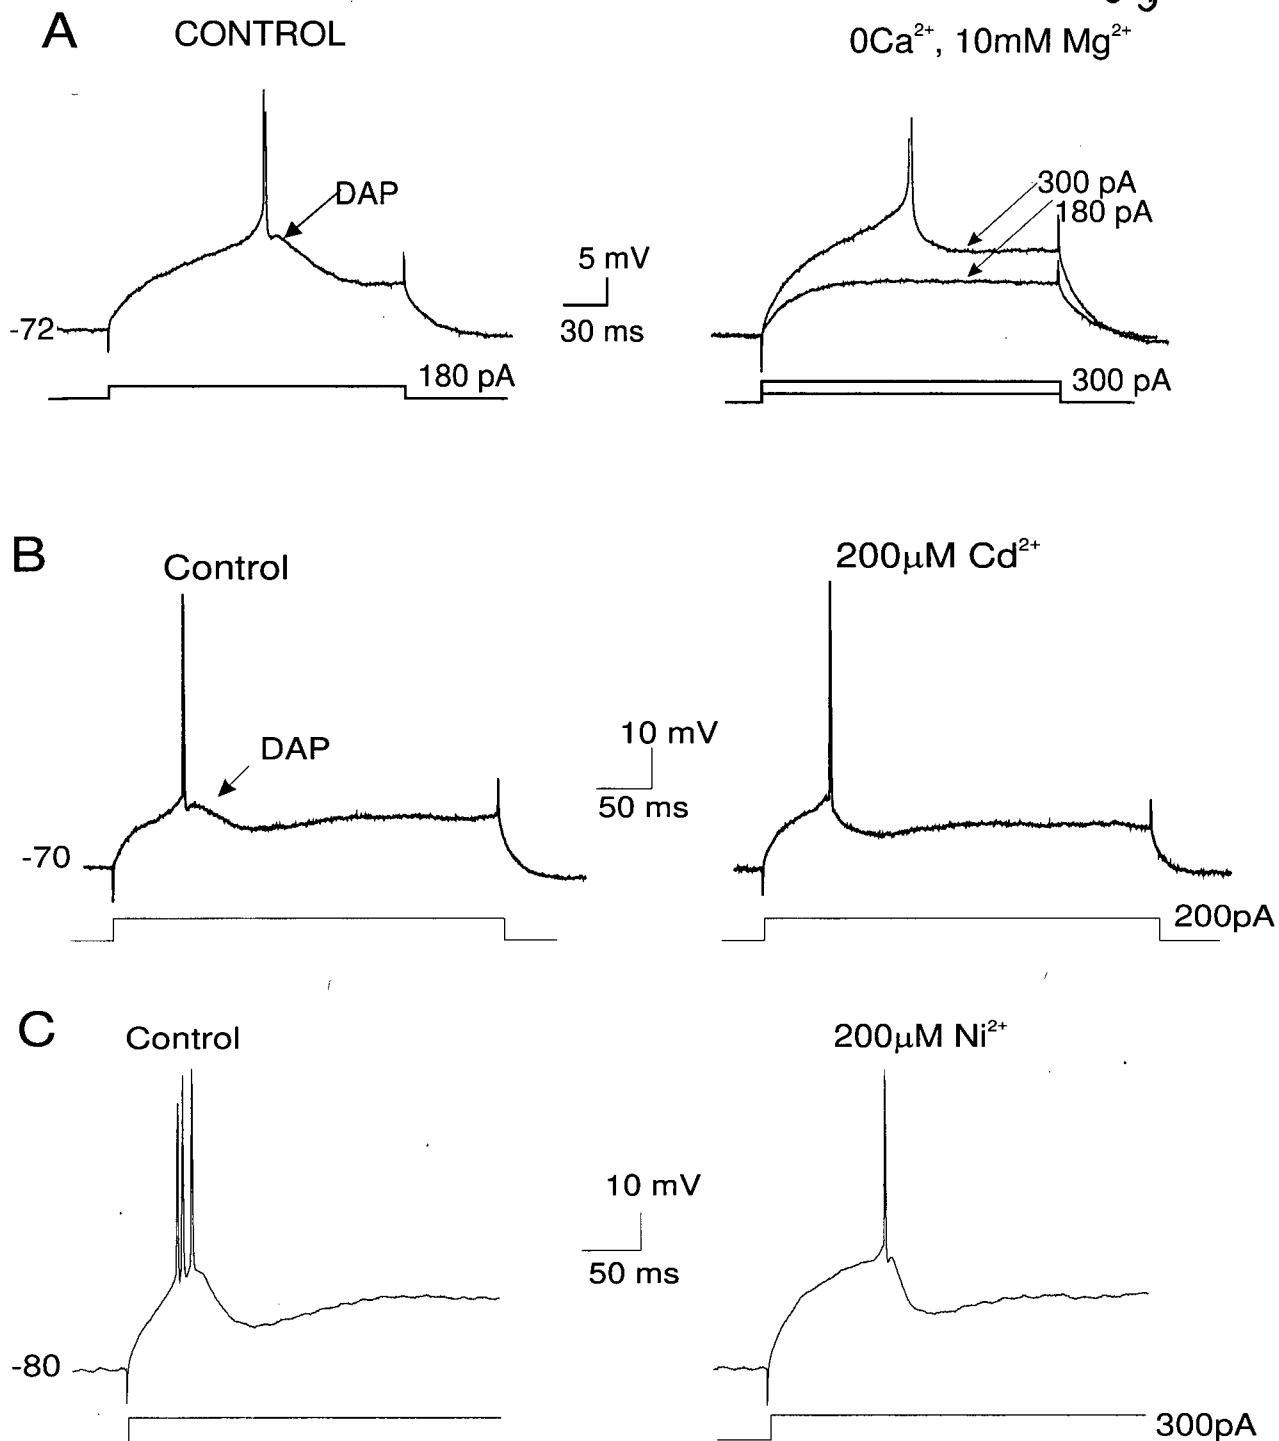 A
CONTROL
0Ca²⁺, 10mM Mg²⁺
DAP
300 pA
180 pA
5 mV
30 ms
-72
180 pA
300 pA
B
Control
200μM Cd²⁺
DAP
10 mV
50 ms
-70
200pA
C
Control
200μM Ni²⁺
10 mV
50 ms
-80
300pA